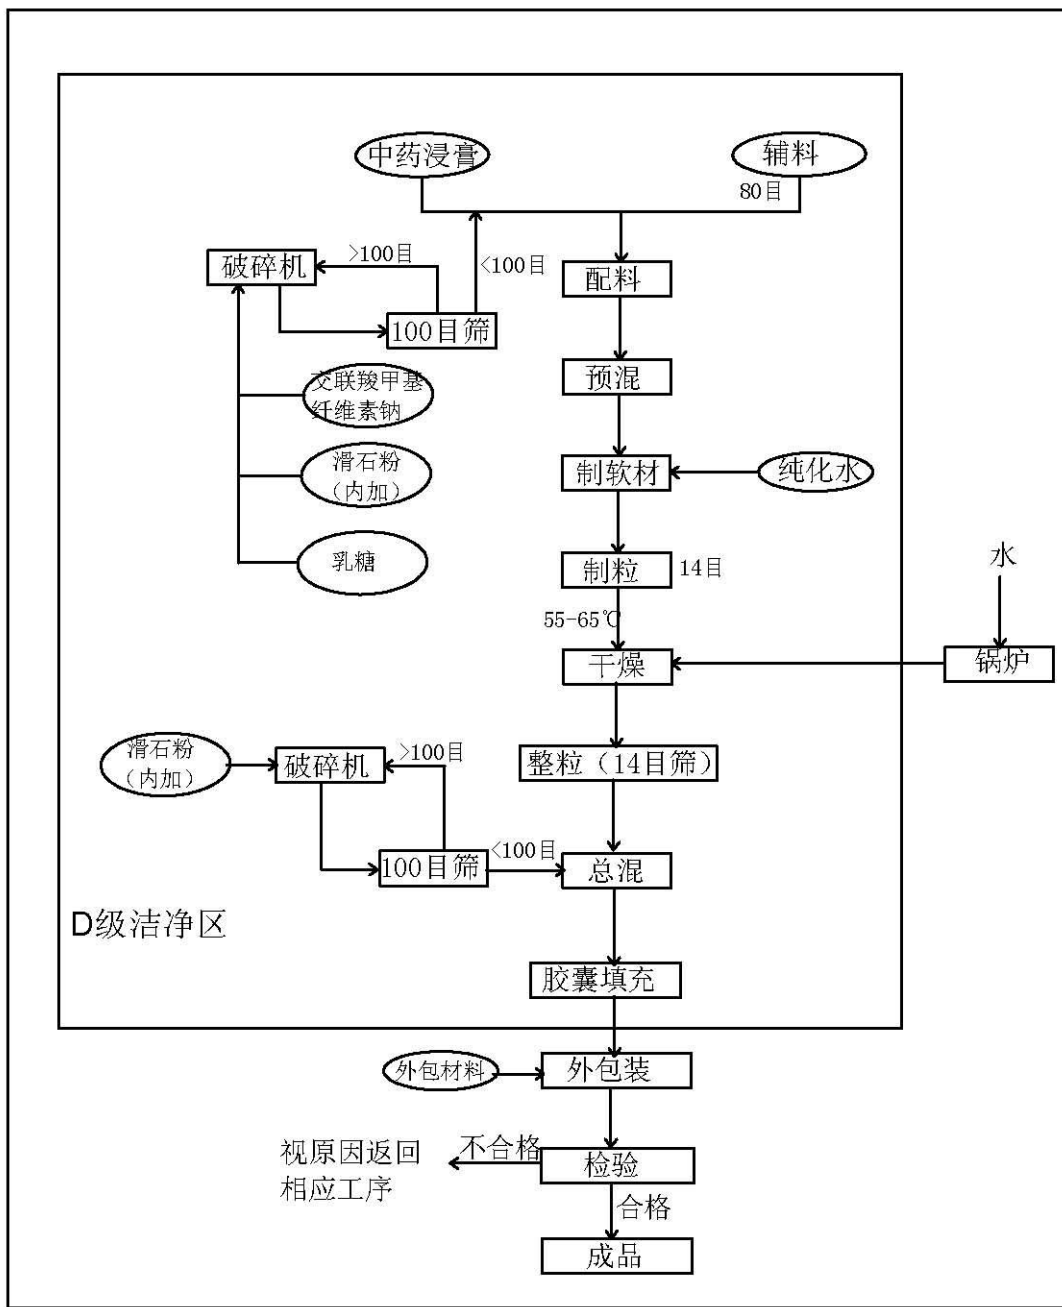 中药浸膏
辅料
80目
>100目
<100目
破碎机
配料
100目筛
预混
交联羧甲基
纤维素钠
滑石粉
（内加）
制软材
纯化水
乳糖
制粒
14目
水
55-65℃
干燥
锅炉
滑石粉
（内加）
破碎机
>100目
整粒（14目筛）
100目筛
<100目
总混
D级洁净区
胶囊填充
外包材料
外包装
视原因返回
相应工序
不合格
检验
合格
成品